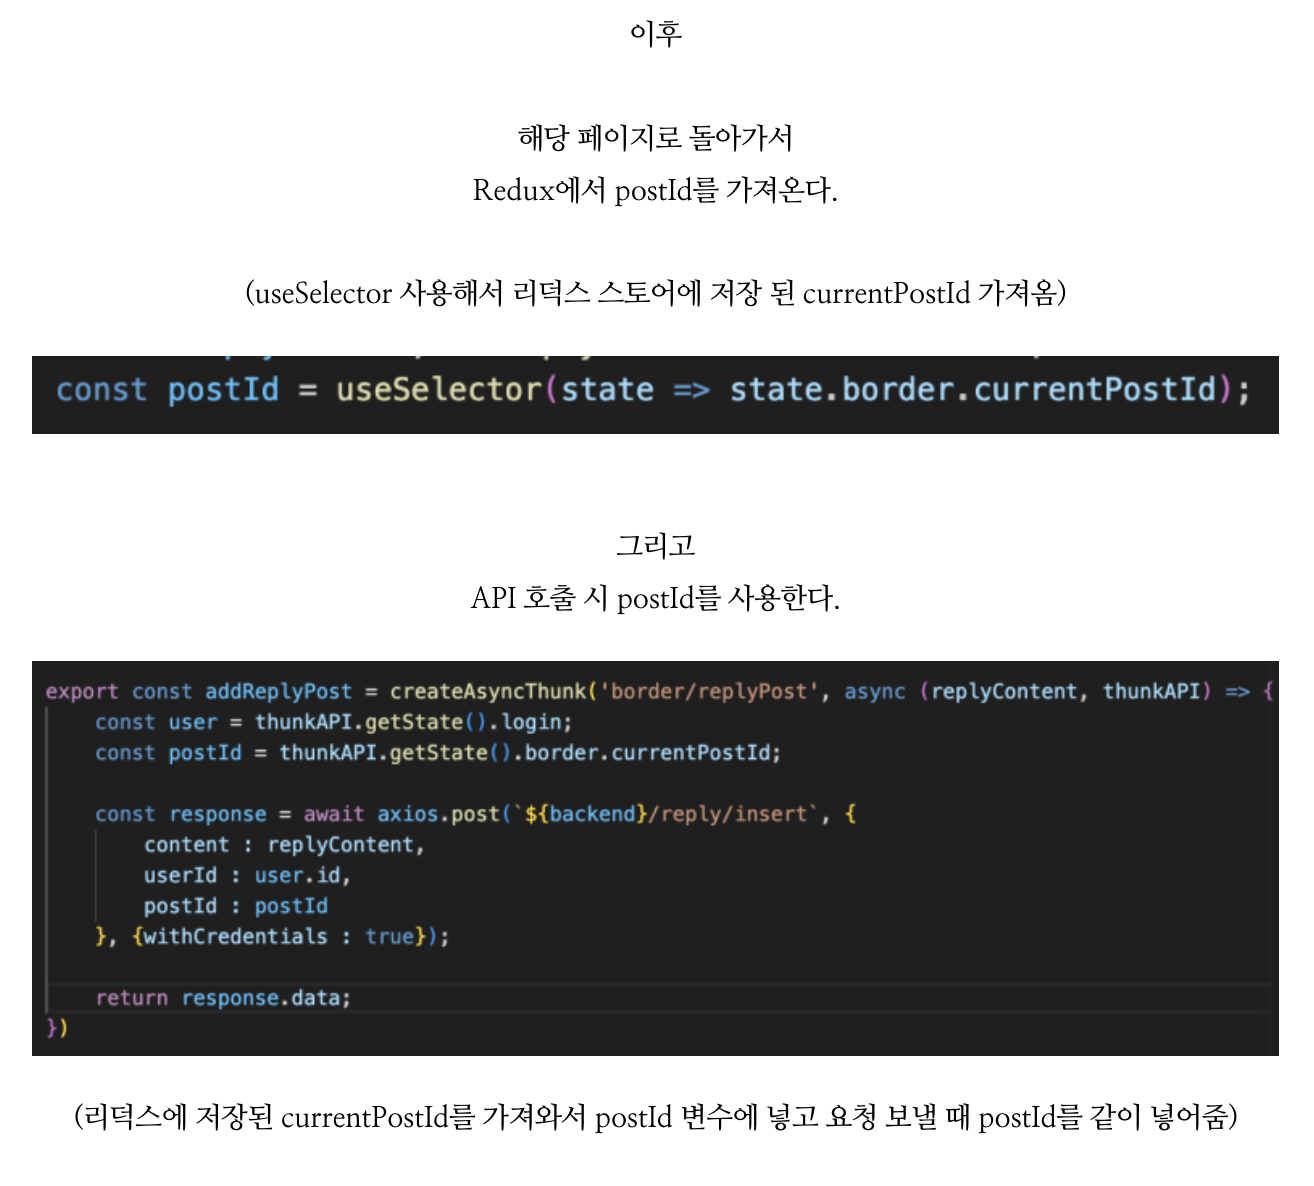 이후
해당 페이지로 돌아가서
Redux에서 postId를 가져온다.
(useSelector 사용해서 리덕스 스토어에 저장 된 currentPostId 가져옴)
const postId = useSelector(state => state.border.currentPostId);
그리고
API 호출 시 postId를 사용한다.
export const addReplyPost = createAsyncThunk('border/replyPost', async (replyContent, thunkAPI) => {
    const user = thunkAPI.getState().login;
    const postId = thunkAPI.getState().border.currentPostId;
    const response = await axios.post(`${backend}/reply/insert`, {
        content : replyContent,
        userId : user.id,
        postId : postId
    }, {withCredentials : true});
    return response.data;
})
(리덕스에 저장된 currentPostId를 가져와서 postId 변수에 넣고 요청 보낼 때 postId를 같이 넣어줌)